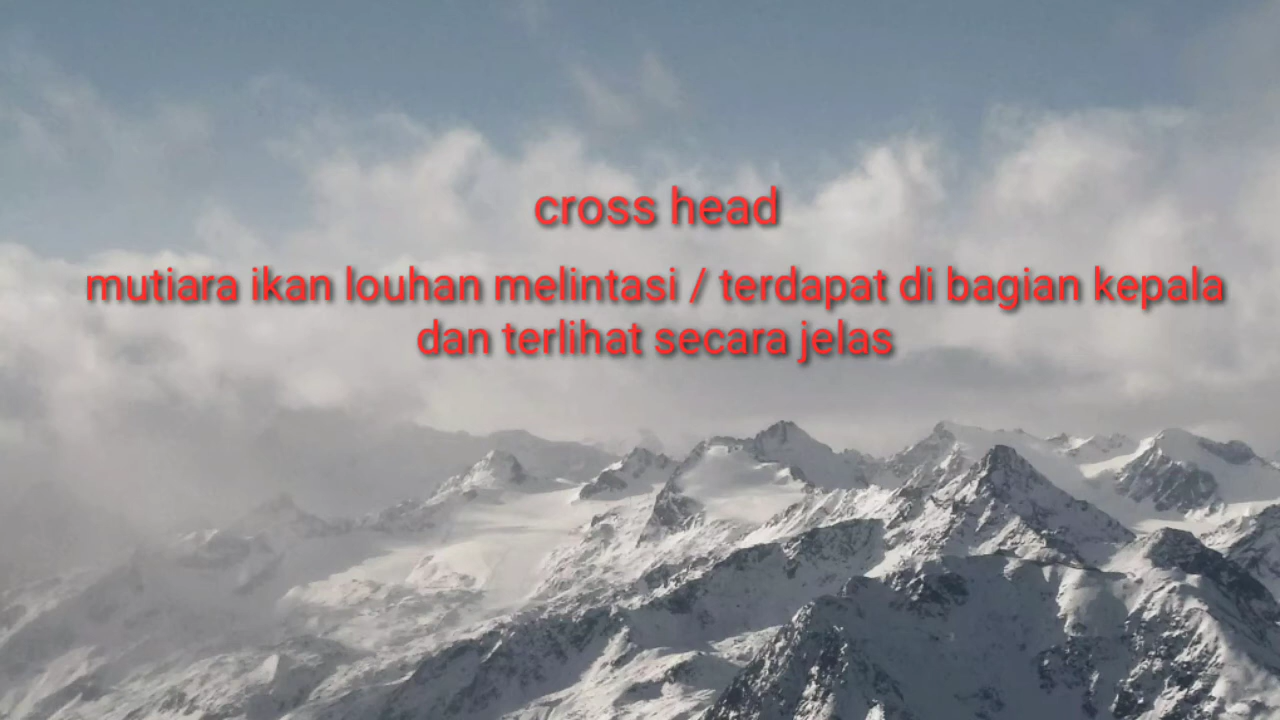 cross head
mutiara ikan louhan melintasi / terdapat di bagian kepala
dan terlihat secara jelas